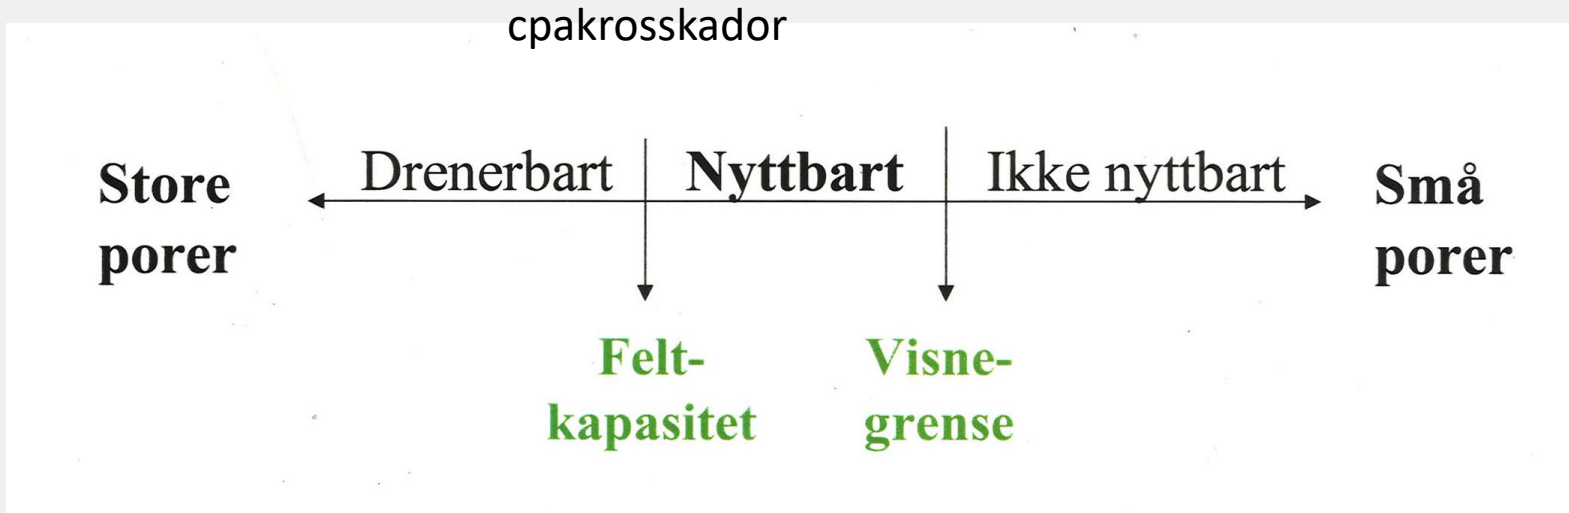 cpakrosskador
Drenerbart Nyttbart Ikke nyttbart
Store
porer
Små
porer
Felt-
kapasitet
Visne-
grense